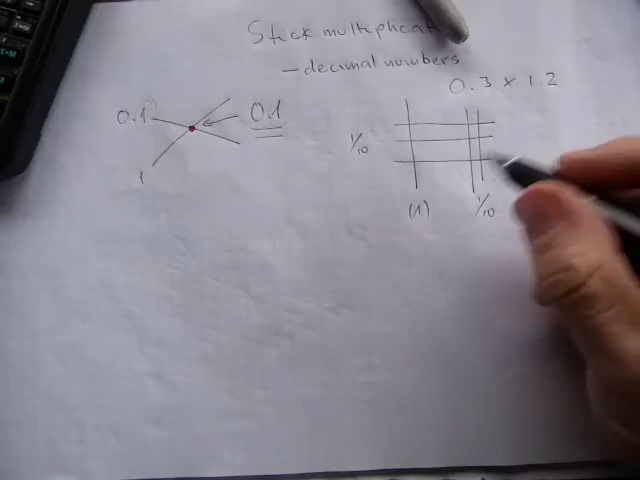 Stick multiplicat
- decimal numbers
0.3 x 1 2
0.1
0.1
1
1/10
(1)
1/10